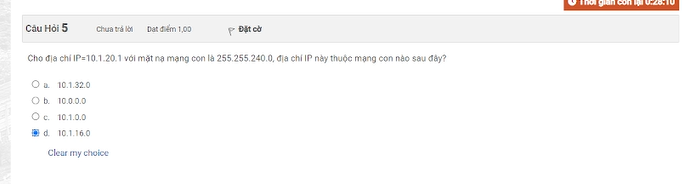 Thời gian còn lại 0:28:10
Câu Hỏi 5 Chưa trả lời Đạt điểm 1,00 Đặt cờ
Cho địa chỉ IP=10.1.20.1 với mặt nạ mạng con là 255.255.240.0, địa chỉ IP này thuộc mạng con nào sau đây?
a. 10.1.32.0
b. 10.0.0.0
c. 10.1.0.0
d. 10.1.16.0
Clear my choice